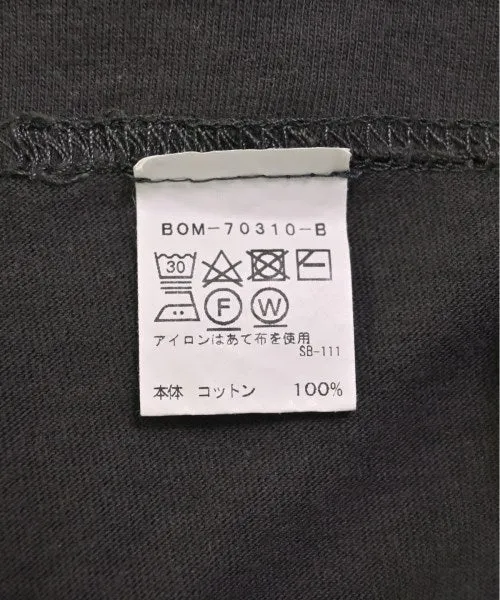 BOM-70310-B
30
F W
アイロンはあて布を使用
SB-111
本体 コットン 100%